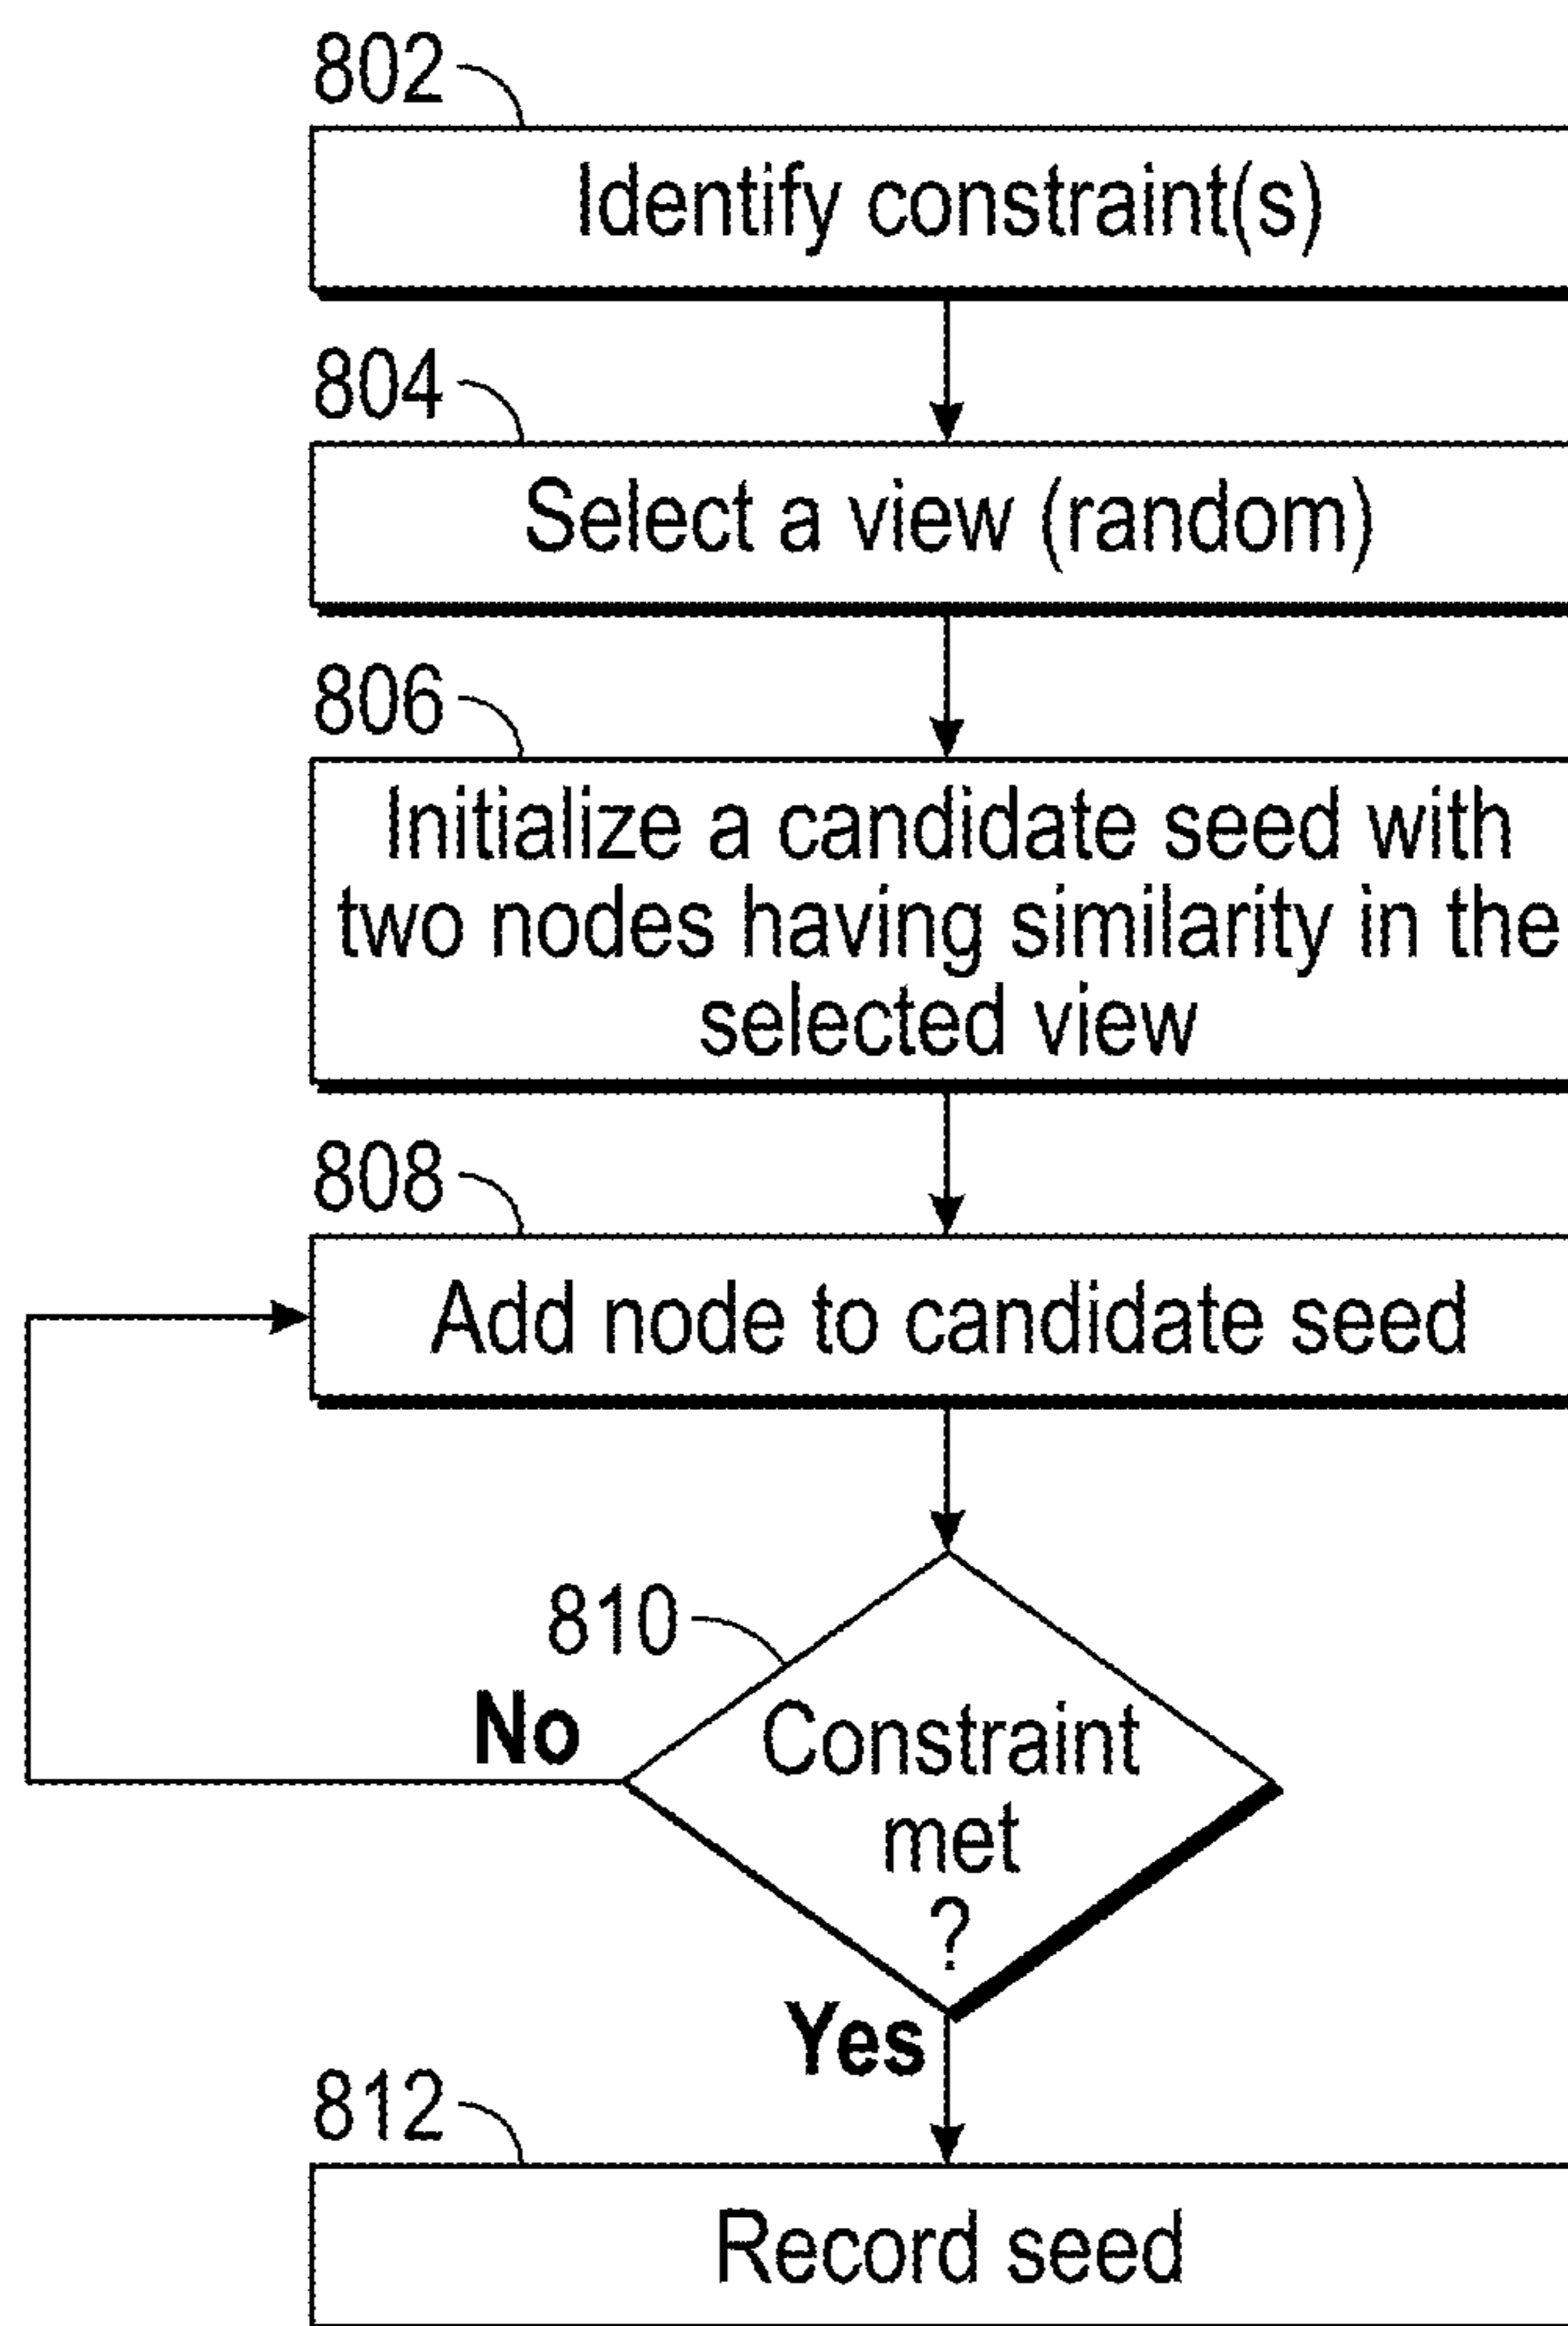 802
Identify constraint(s)
804
Select a view (random)
806
Initialize a candidate seed with
two nodes having similarity in the
selected view
808
Add node to candidate seed
810
No
Constraint
met
?
Yes
812
Record seed